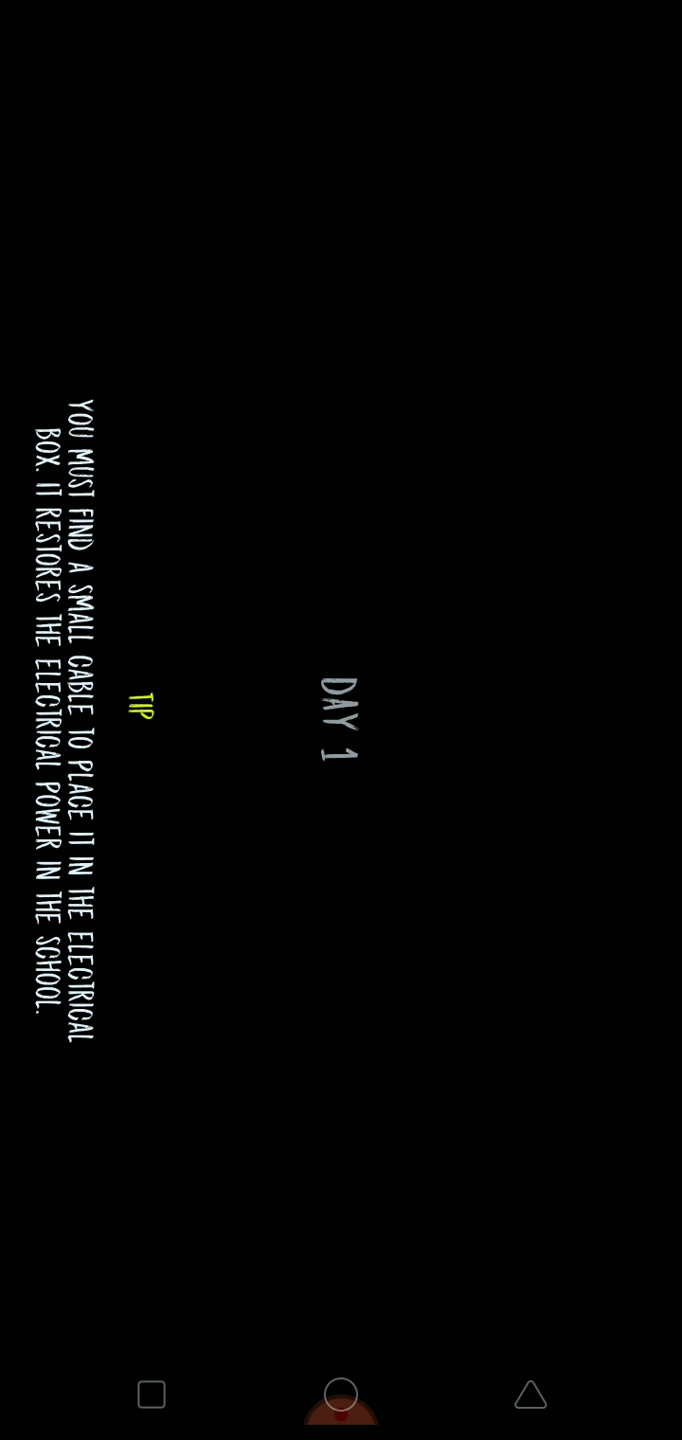 DAY 1
TIP
YOU MUST FIND A SMALL CABLE TO PLACE IT IN THE ELECTRICAL
BOX. IT RESTORES THE ELECTRICAL POWER IN THE SCHOOL.